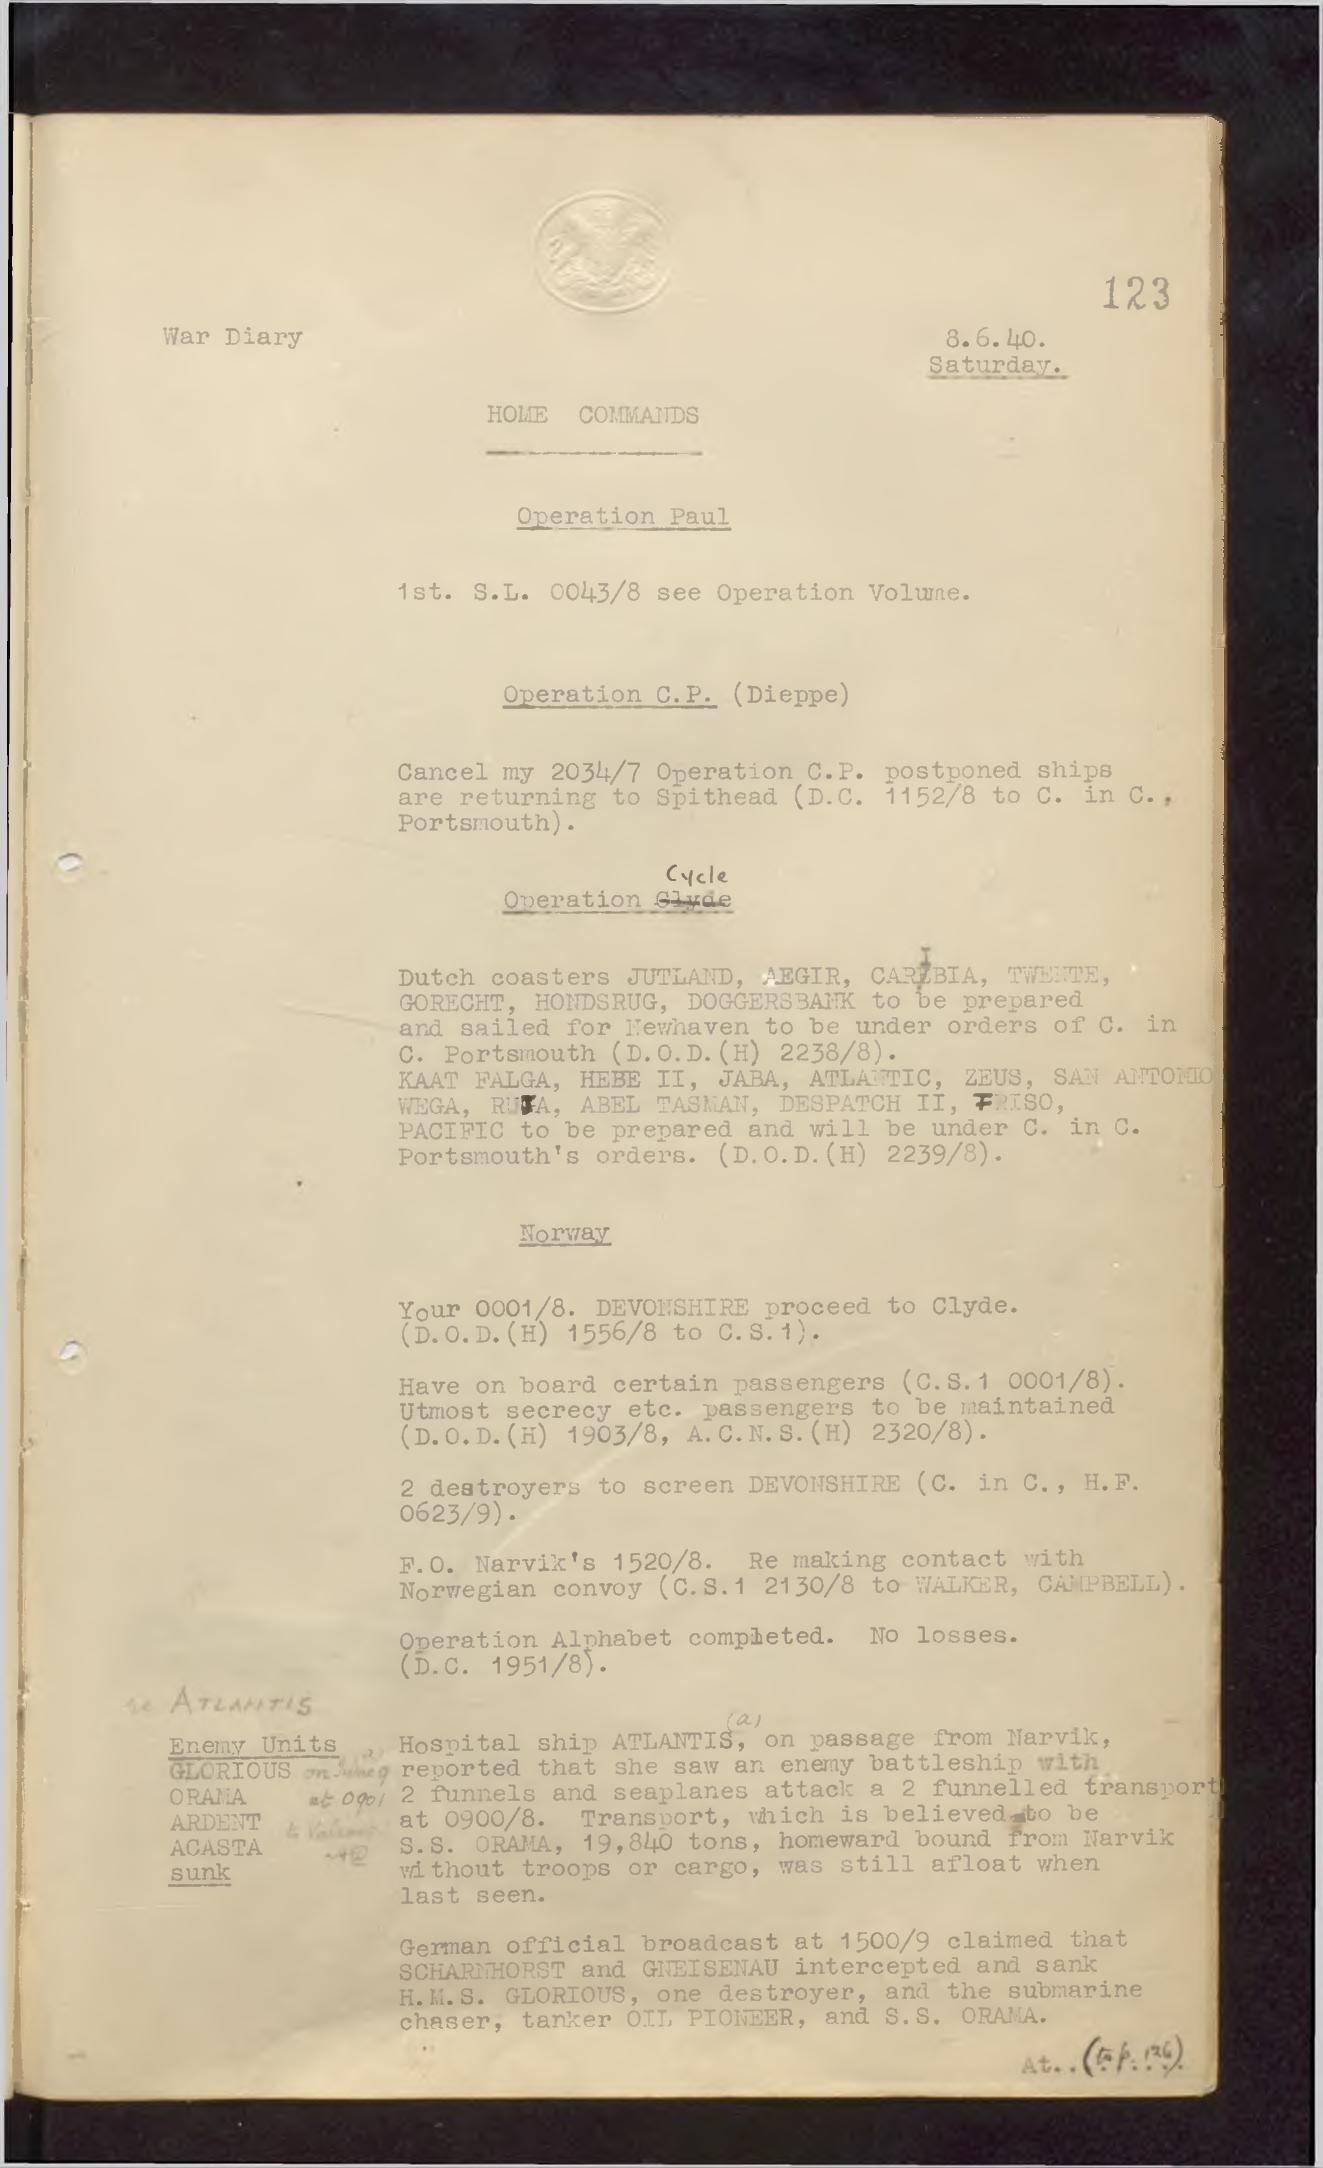 123
War Diary
8.6.40.
Saturday.
HOME COMMANDS
Operation Paul
1st. S.L. 0043/8 see Operation Volume.
Operation C.P. (Dieppe)
Cancel my 2034/7 Operation C.P. postponed ships
are returning to Spithead (D.C. 1152/8 to C. in C.,
Portsmouth).
Cycle
Operation Clyde
Dutch coasters JUTLAND, AEGIR, CARIBIA, TWENTE,
GORECHT, HONDSRUG, DOGGERSBANK to be prepared
and sailed for Newhaven to be under orders of C. in
C. Portsmouth (D.O.D.(H) 2238/8).
KAAT FALGA, HEBE II, JABA, ATLANTIC, ZEUS, SAN ANTONIO
WEGA, ABEL TASMAN, DESPATCH II, FRISO,
PACIFIC to be prepared and will be under C. in C.
Portsmouth's orders. (D.O.D.(H) 2239/8).
Norway
Your 0001/8. DEVONSHIRE proceed to Clyde.
(D.O.D.(H) 1556/8 to C.S.1).
Have on board certain passengers (C.S.1 0001/8).
Utmost secrecy etc. passengers to be maintained
(D.O.D.(H) 1903/8, A.C.N.S.(H) 2320/8).
2 destroyers to screen DEVONSHIRE (C. in C., H.F.
0623/9).
F.O. Narvik's 1520/8. Re making contact with
Norwegian convoy (C.S.1 2130/8 to WALKER, CAMPBELL).
Operation Alphabet completed. No losses.
(D.C. 1951/8).
ATLANTIS
(a)
Enemy Units
GLORIOUS
ORAMA at 0901
ARDENT
ACASTA
sunk
Hospital ship ATLANTIS, on passage from Narvik,
reported that she saw an enemy battleship with
2 funnels and seaplanes attack a 2 funnelled transport
at 0900/8. Transport, which is believed to be
S.S. ORAMA, 19,840 tons, homeward bound from Narvik
without troops or cargo, was still afloat when
last seen.
German official broadcast at 1500/9 claimed that
SCHARNHORST and GNEISENAU intercepted and sank
H.M.S. GLORIOUS, one destroyer, and the submarine
chaser, tanker OIL PIONEER, and S.S. ORAMA.
At.. (to p. 126)